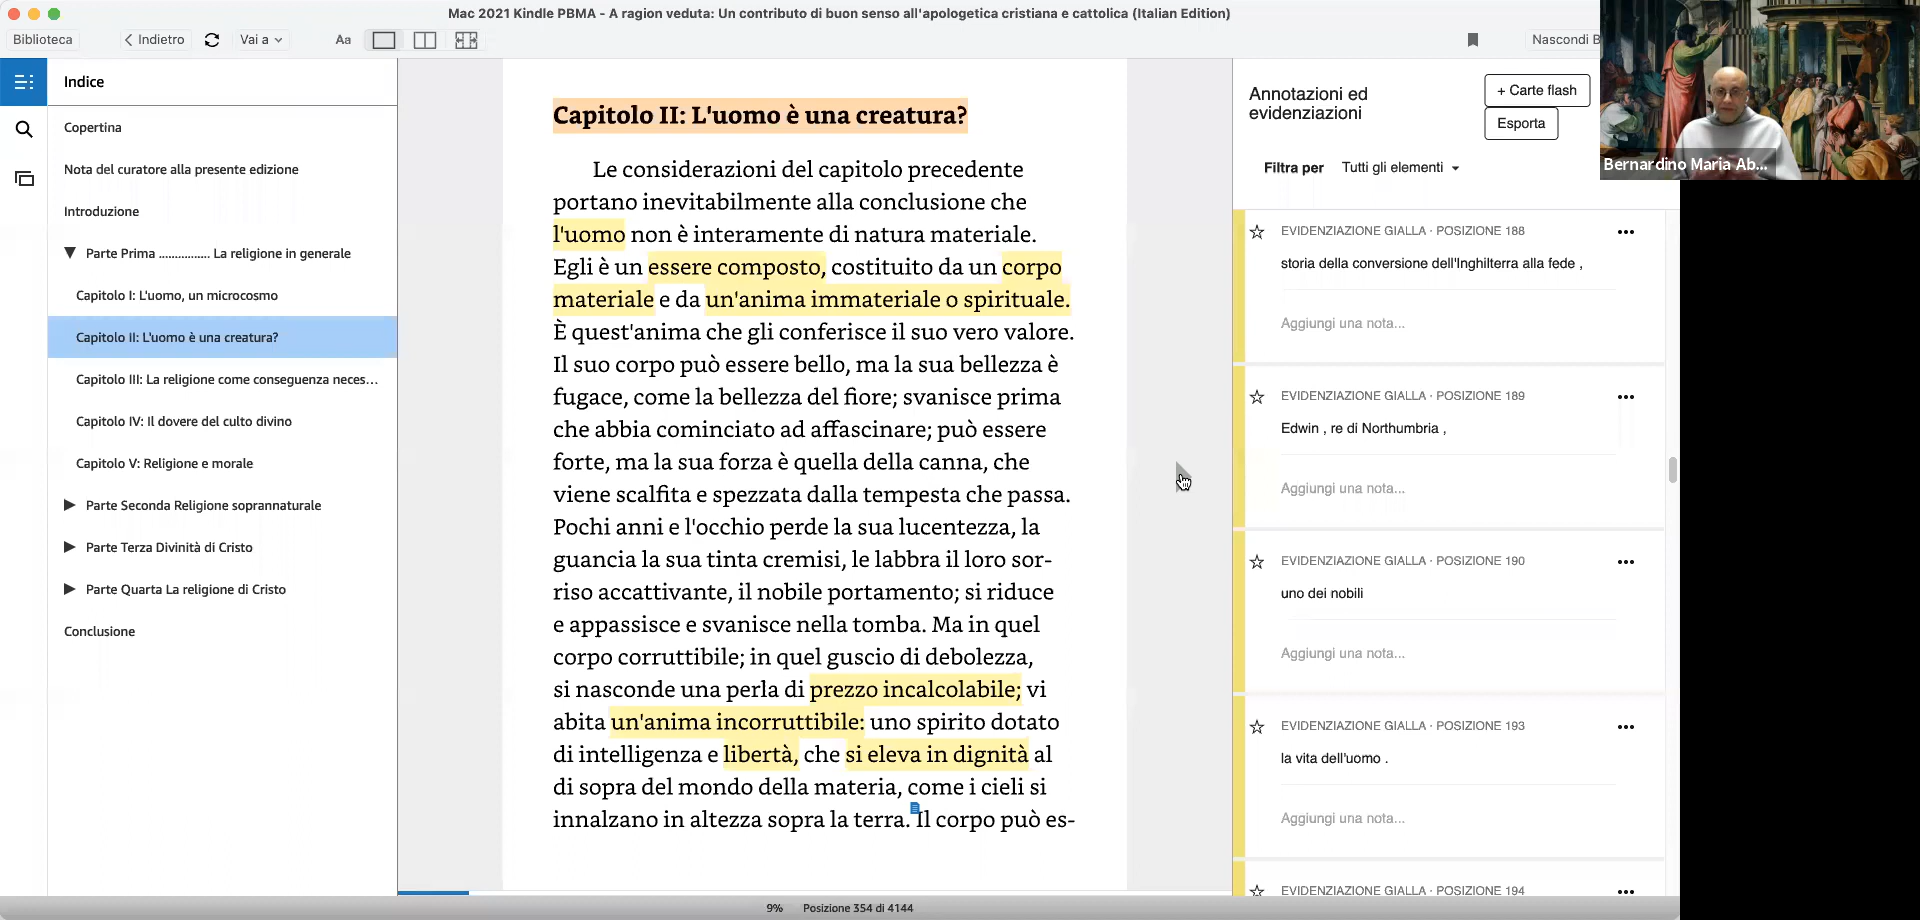 Mac 2021 Kindle PBMA - A ragion veduta: Un contributo di buon senso all'apologetica cristiana e cattolica (Italian Edition)
Biblioteca
Indietro
Vai a
Aa
Nascondi B
Indice
Copertina
Nota del curatore alla presente edizione
Introduzione
Parte Prima ................ La religione in generale
Capitolo I: L'uomo, un microcosmo
Capitolo II: L'uomo è una creatura?
Capitolo III: La religione come conseguenza neces...
Capitolo IV: Il dovere del culto divino
Capitolo V: Religione e morale
Parte Seconda Religione soprannaturale
Parte Terza Divinità di Cristo
Parte Quarta La religione di Cristo
Conclusione
Capitolo II: L'uomo è una creatura?
Le considerazioni del capitolo precedente
portano inevitabilmente alla conclusione che
l'uomo non è interamente di natura materiale.
Egli è un essere composto, costituito da un corpo
materiale e da un'anima immateriale o spirituale.
È quest'anima che gli conferisce il suo vero valore.
Il suo corpo può essere bello, ma la sua bellezza è
fugace, come la bellezza del fiore; svanisce prima
che abbia cominciato ad affascinare; può essere
forte, ma la sua forza è quella della canna, che
viene scalfita e spezzata dalla tempesta che passa.
Pochi anni e l'occhio perde la sua lucentezza, la
guancia la sua tinta cremisi, le labbra il loro sor-
riso accattivante, il nobile portamento; si riduce
e appassisce e svanisce nella tomba. Ma in quel
corpo corruttibile; in quel guscio di debolezza,
si nasconde una perla di prezzo incalcolabile; vi
abita un'anima incorruttibile: uno spirito dotato
di intelligenza e libertà, che si eleva in dignità al
di sopra del mondo della materia, come i cieli si
innalzano in altezza sopra la terra. Il corpo può es-
9%
Posizione 354 di 4144
Annotazioni ed
evidenziazioni
+ Carte flash
Esporta
Filtra per
Tutti gli elementi
EVIDENZIAZIONE GIALLA · POSIZIONE 188
storia della conversione dell'Inghilterra alla fede ,
Aggiungi una nota...
EVIDENZIAZIONE GIALLA · POSIZIONE 189
Edwin , re di Northumbria ,
Aggiungi una nota...
EVIDENZIAZIONE GIALLA · POSIZIONE 190
uno dei nobili
Aggiungi una nota...
EVIDENZIAZIONE GIALLA · POSIZIONE 193
la vita dell'uomo .
Aggiungi una nota...
EVIDENZIAZIONE GIALLA · POSIZIONE 194
Bernardino Maria Ab...